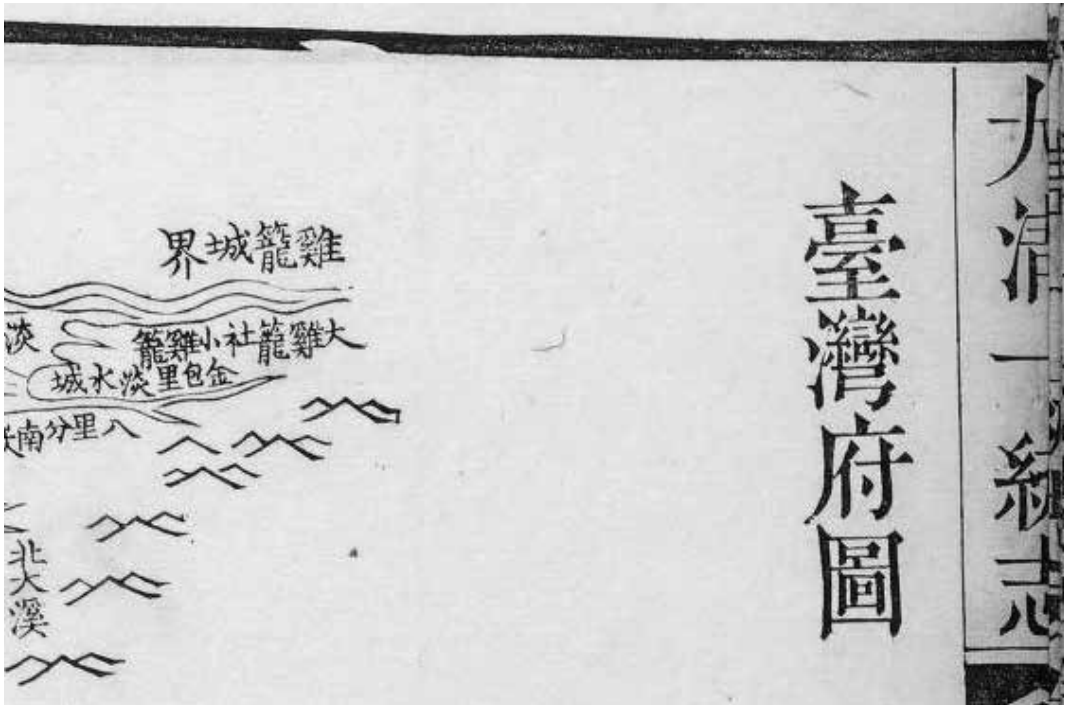 大清一統志
臺灣府圖
雞籠城界
大雞籠社小雞籠
金包里淡水城
八里分南
淡
北大溪